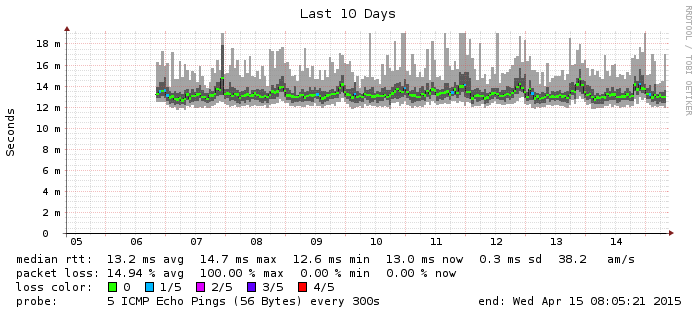 Last 10 Days
RRDTOOL / TOBI OETIKER
Seconds
18 m
16 m
14 m
12 m
10 m
8 m
6 m
4 m
2 m
0
05 06 07 08 09 10 11 12 13 14
median rtt: 13.2 ms avg 14.7 ms max 12.6 ms min 13.0 ms now 0.3 ms sd 38.2 am/s
packet loss: 14.94 % avg 100.00 % max 0.00 % min 0.00 % now
loss color: 0 1/5 2/5 3/5 4/5
probe: 5 ICMP Echo Pings (56 Bytes) every 300s end: Wed Apr 15 08:05:21 2015